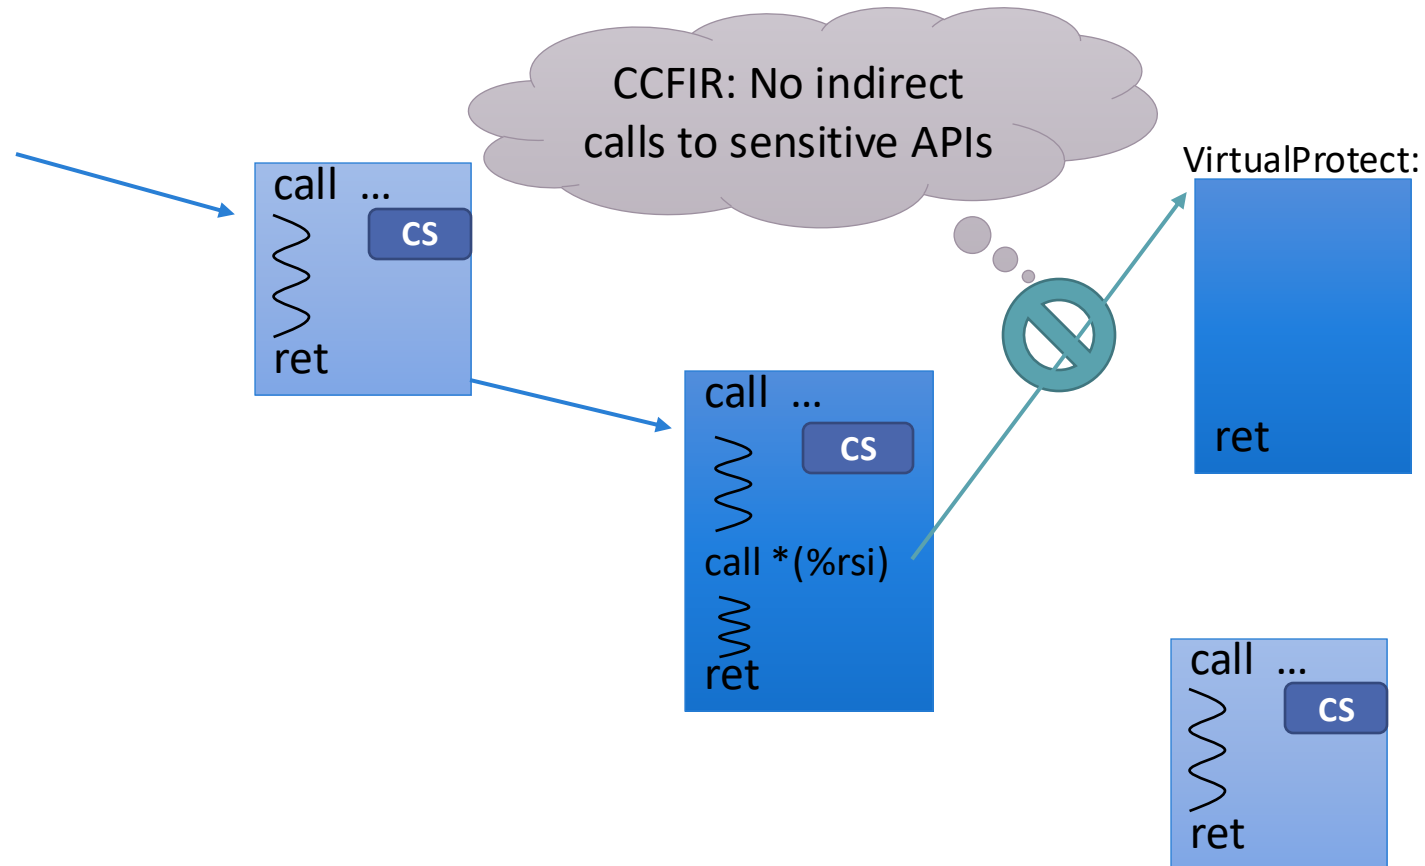 CCFIR: No indirect
calls to sensitive APIs
VirtualProtect:
ret
call ...
CS
ret
call ...
CS
call *(%rsi)
ret
call ...
CS
ret